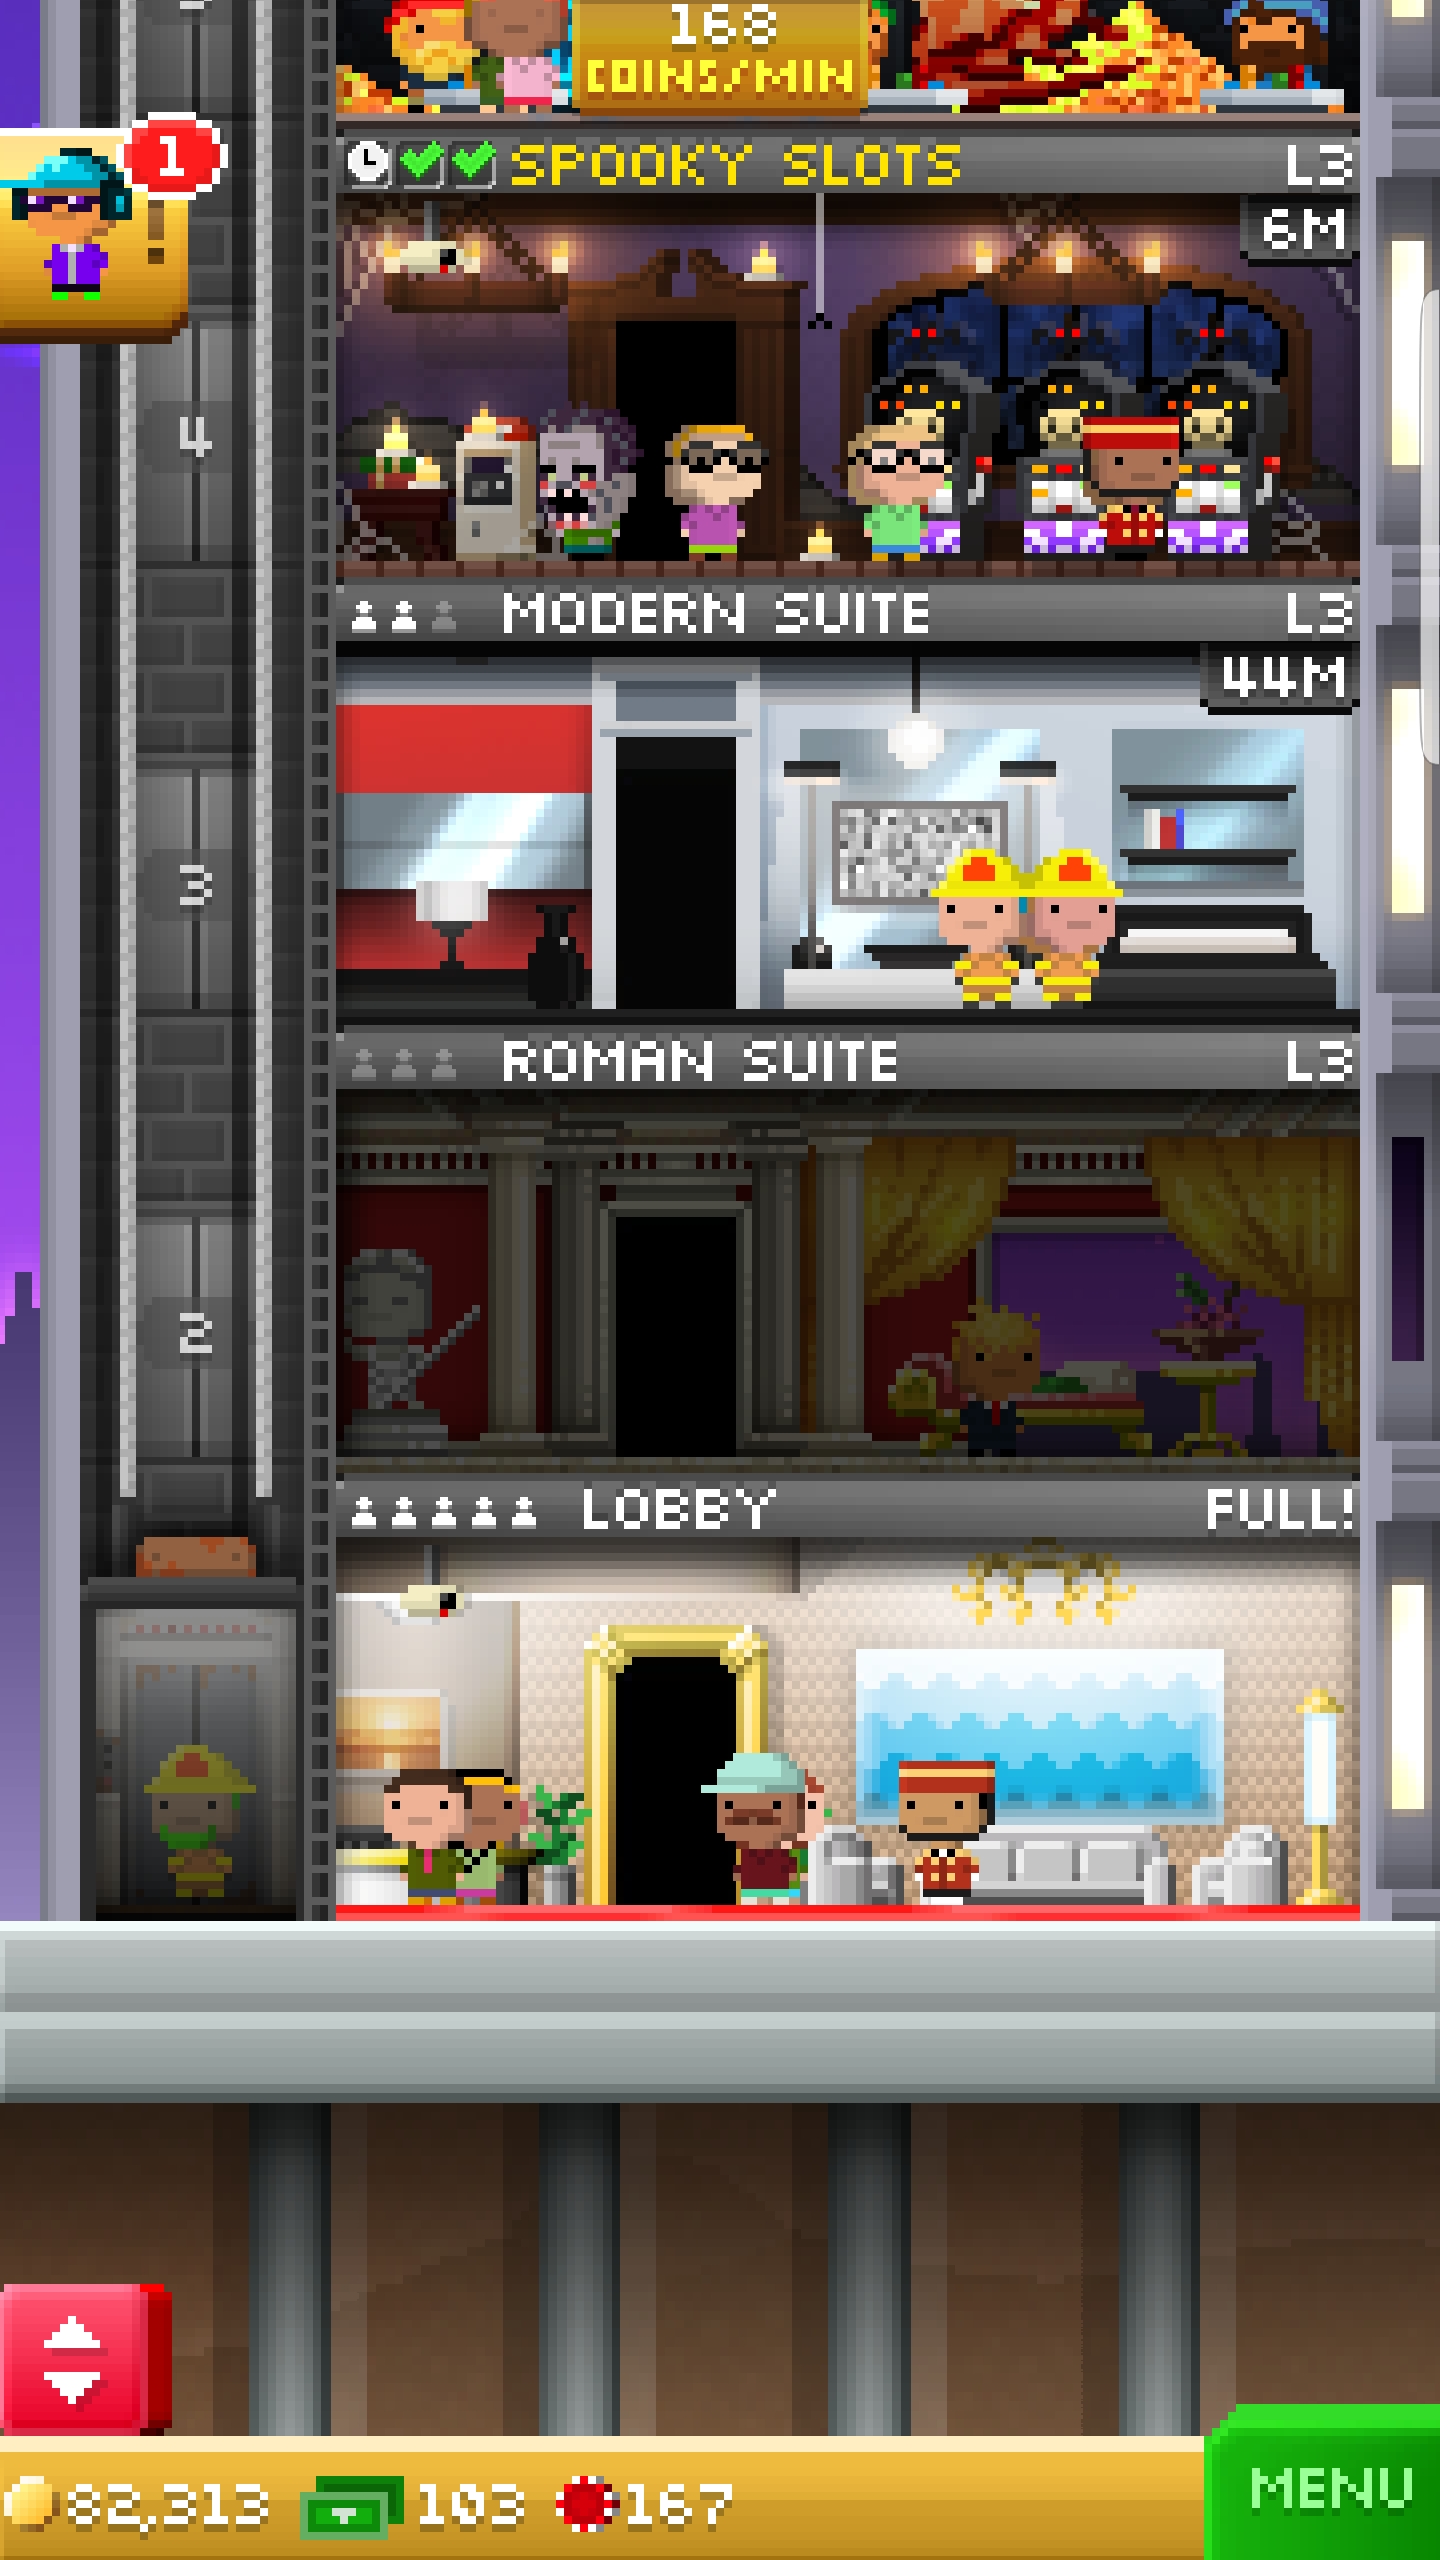 168
COINS/MIN
1
SPOOKY SLOTS L3
6M
4
MODERN SUITE L3
44M
3
ROMAN SUITE L3
2
LOBBY FULL!
82,313 103 167
MENU